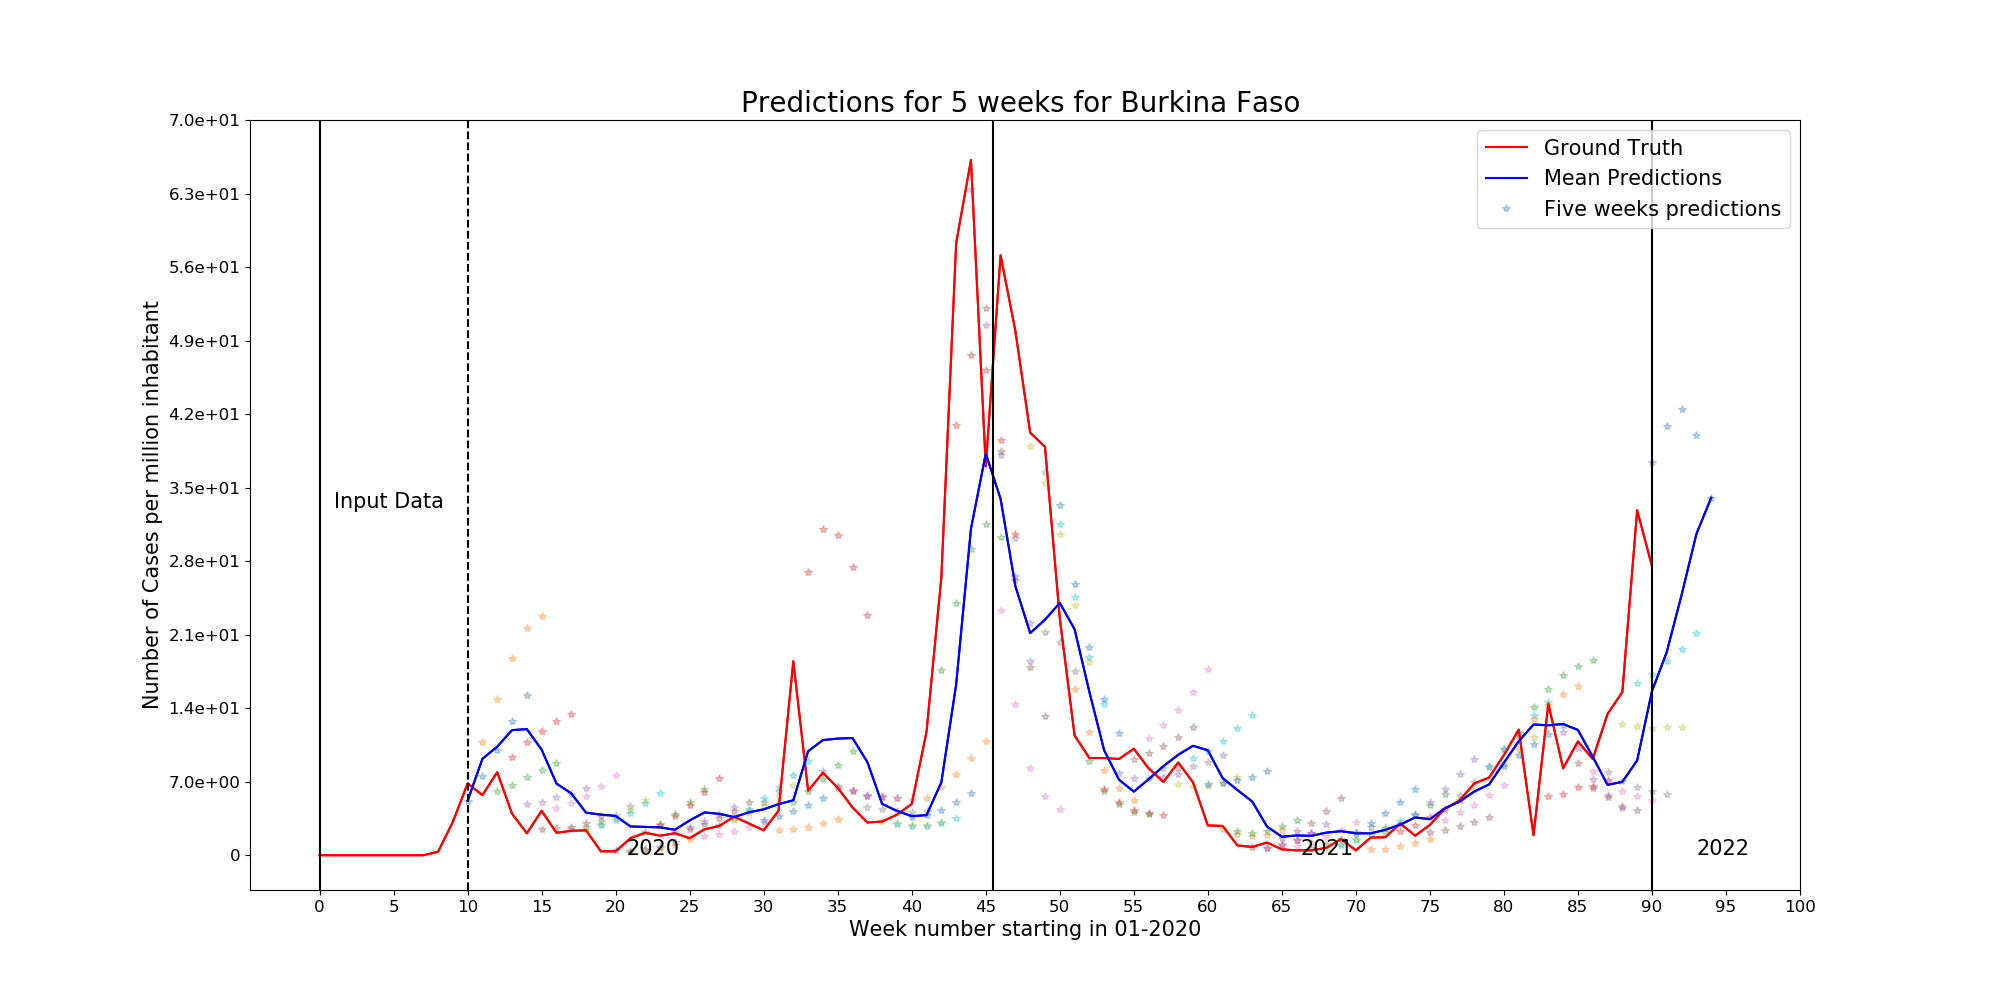 Predictions for 5 weeks for Burkina Faso
7.0e+01
6.3e+01
5.6e+01
4.9e+01
4.2e+01
3.5e+01
2.8e+01
2.1e+01
1.4e+01
7.0e+00
0
Number of Cases per million inhabitant
Ground Truth
Mean Predictions
Five weeks predictions
Input Data
2020
2021
2022
0 5 10 15 20 25 30 35 40 45 50 55 60 65 70 75 80 85 90 95 100
Week number starting in 01-2020